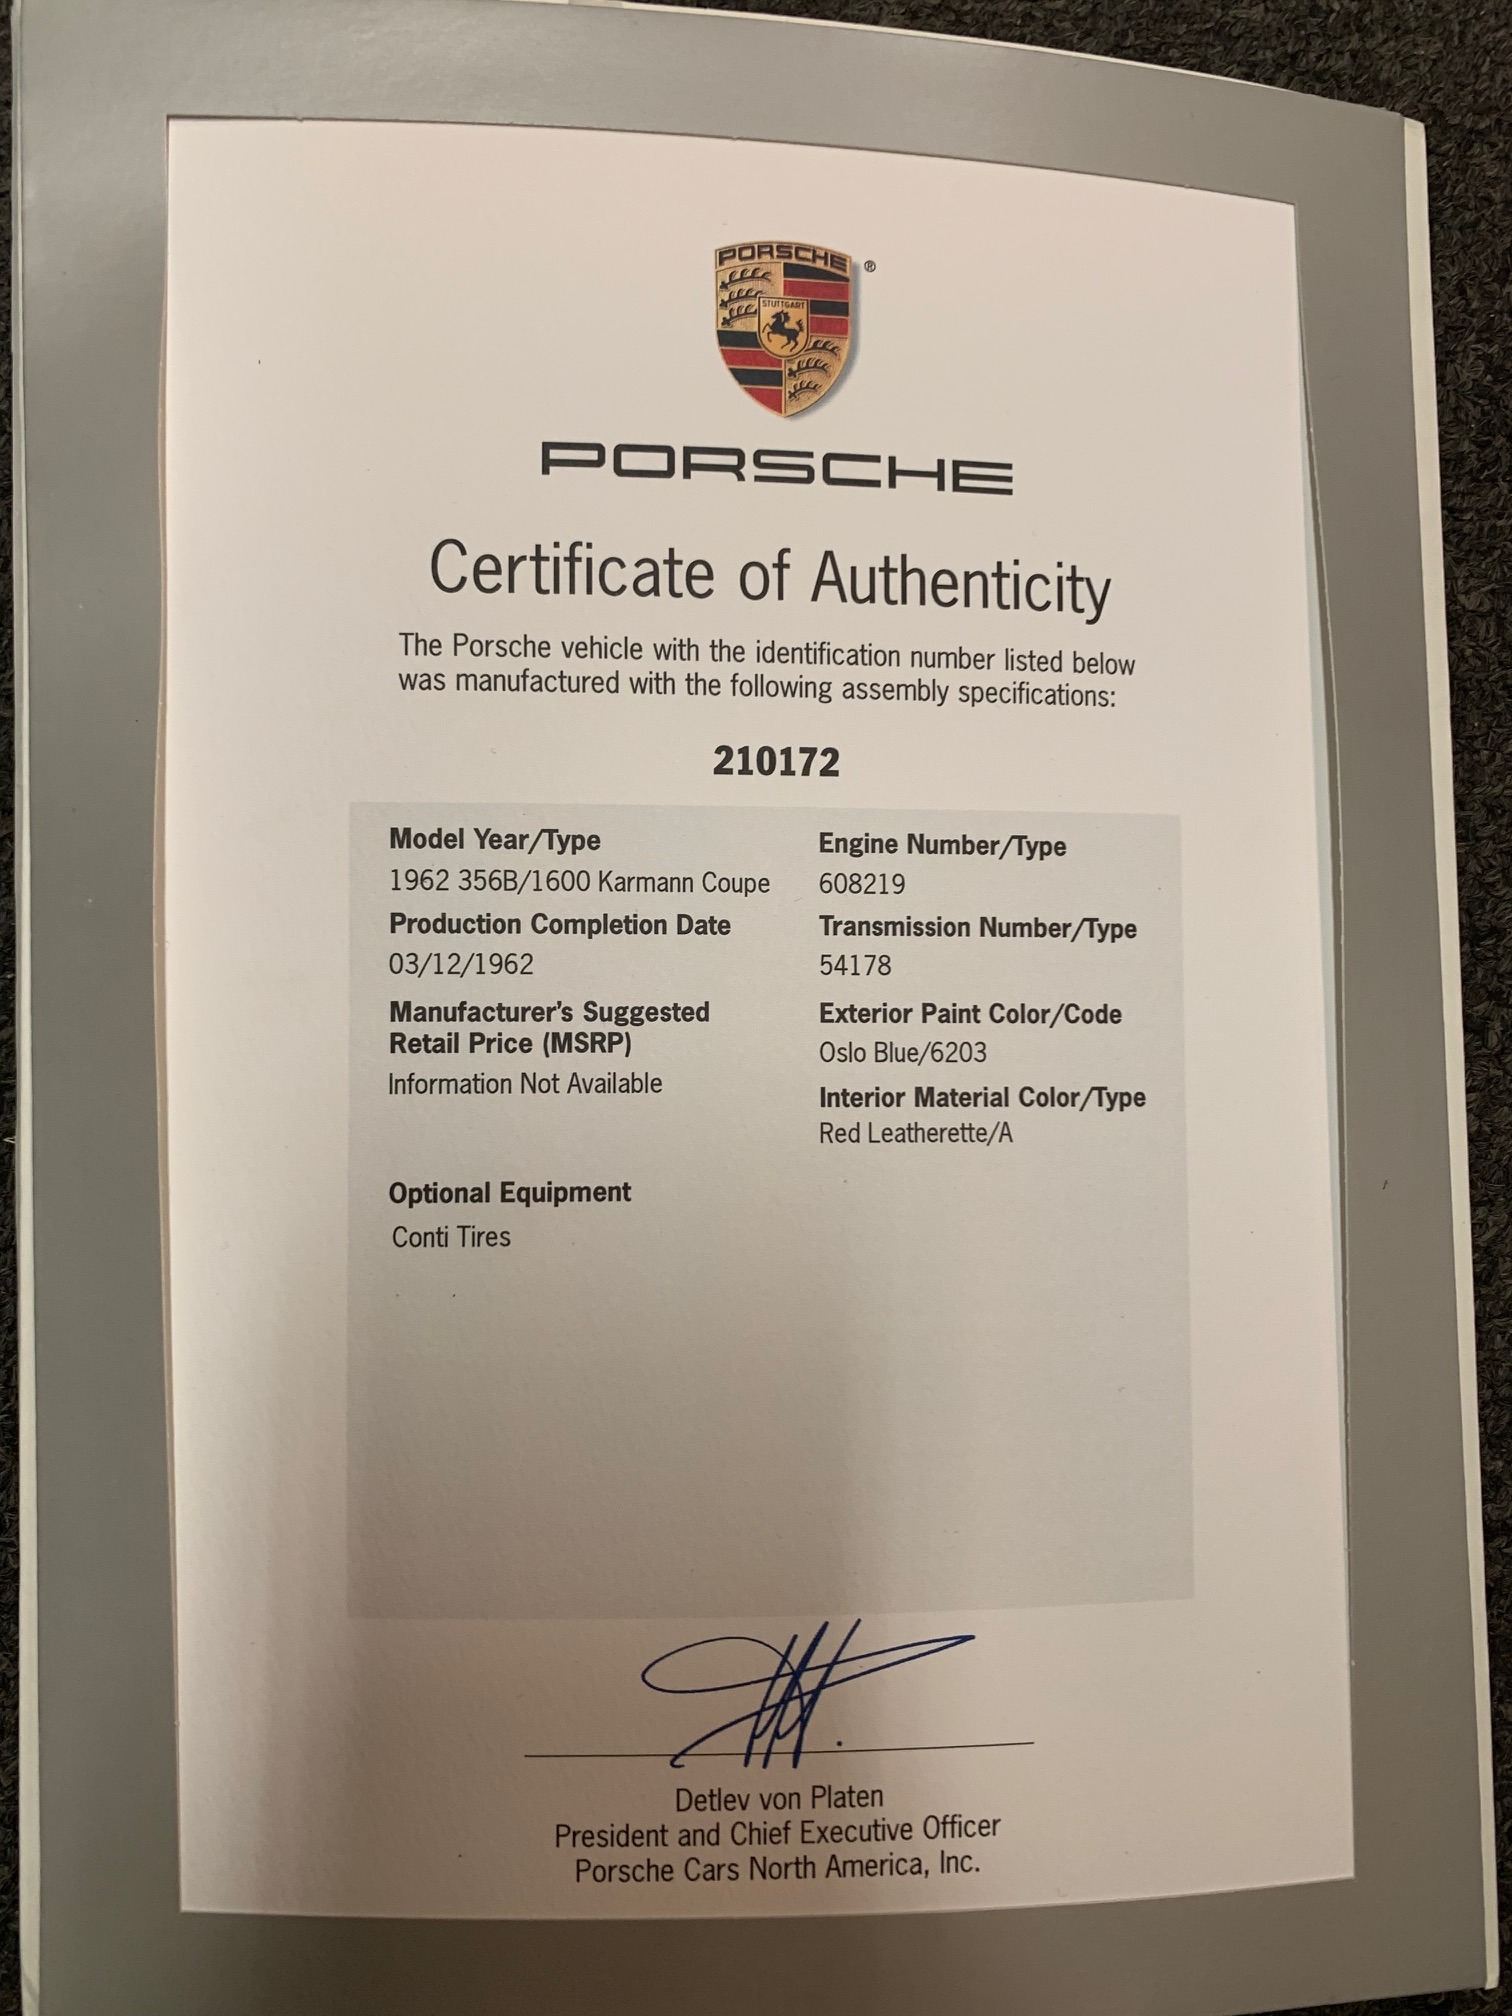 PORSCHE
®
STUTTGART
PORSCHE
Certificate of Authenticity
The Porsche vehicle with the identification number listed below
was manufactured with the following assembly specifications:
210172
Model Year/Type
1962 356B/1600 Karmann Coupe
Production Completion Date
03/12/1962
Manufacturer's Suggested
Retail Price (MSRP)
Information Not Available
Engine Number/Type
608219
Transmission Number/Type
54178
Exterior Paint Color/Code
Oslo Blue/6203
Interior Material Color/Type
Red Leatherette/A
Optional Equipment
Conti Tires
Detlev von Platen
President and Chief Executive Officer
Porsche Cars North America, Inc.